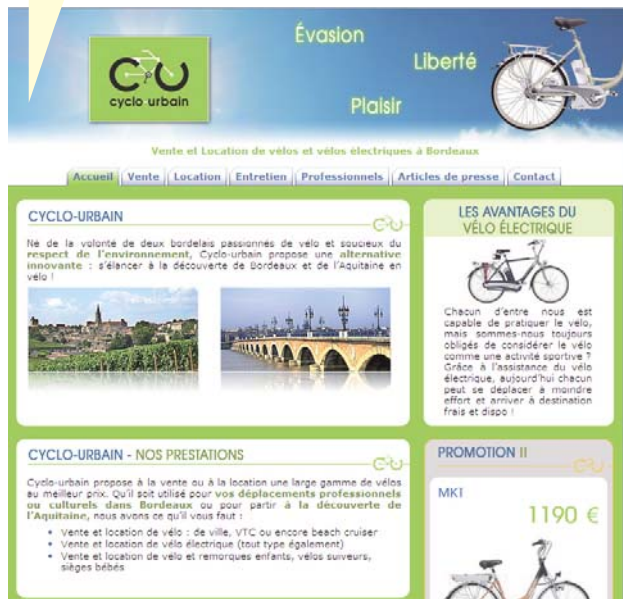 Évasion
Liberté
Plaisir
cyclo urbain
Vente et Location de vélos et vélos électriques à Bordeaux
Accueil Vente Location Entretien Professionnels Articles de presse Contact
CYCLO-URBAIN
Né de la volonté de deux bordelais passionnés de vélo et soucieux du
respect de l'environnement, Cyclo-urbain propose une alternative
innovante : s'élancer à la découverte de Bordeaux et de l'Aquitaine en
vélo !
LES AVANTAGES DU
VÉLO ÉLECTRIQUE
Chacun d'entre nous est
capable de pratiquer le vélo,
mais sommes-nous toujours
obligés de considérer le vélo
comme une activité sportive ?
Grâce à l'assistance du vélo
électrique, aujourd'hui chacun
peut se déplacer à moindre
effort et arriver à destination
frais et dispo !
CYCLO-URBAIN - NOS PRESTATIONS
Cyclo-urbain propose à la vente ou à la location une large gamme de vélos
au meilleur prix. Qu'il soit utilisé pour vos déplacements professionnels
ou culturels dans Bordeaux ou pour partir à la découverte de
l'Aquitaine, nous avons ce qu'il vous faut :
• Vente et location de vélo : de ville, VTC ou encore beach cruiser
• Vente et location de vélo électrique (tout type également)
• Vente et location de vélo et remorques enfants, vélos suiveurs,
sièges bébés
PROMOTION !!
MK1
1190 €